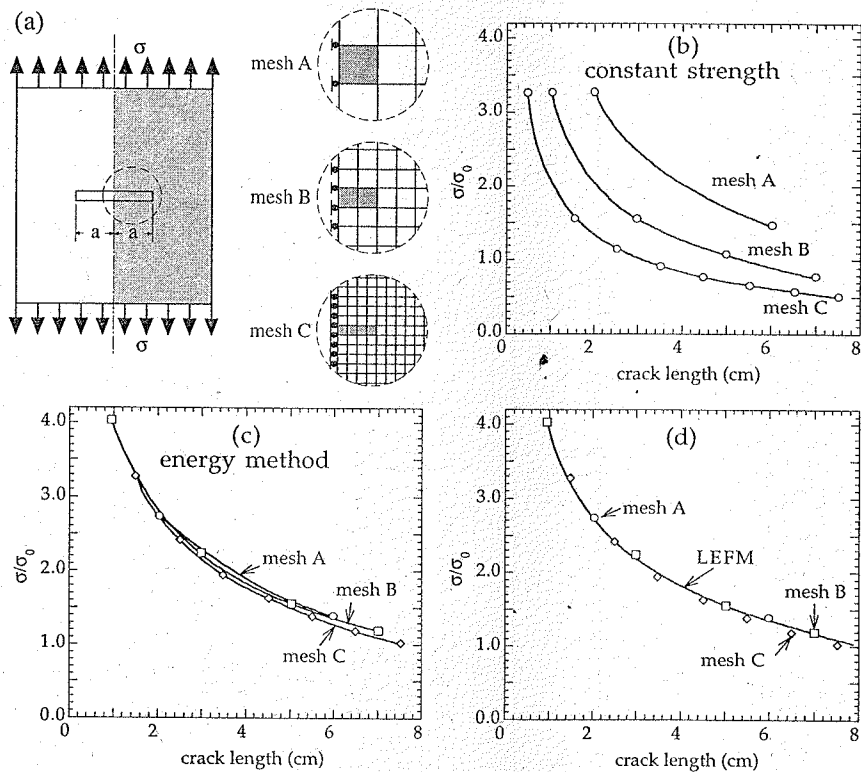 (a)
σ
a
a
σ
mesh A
mesh B
mesh C
(b)
constant strength
σ/σ₀
4.0
3.0
2.0
1.0
0.0
mesh A
mesh B
mesh C
0 2 4 6 8
crack length (cm)
(c)
energy method
σ/σ₀
4.0
3.0
2.0
1.0
0.0
mesh A
mesh B
mesh C
0 2 4 6 8
crack length (cm)
(d)
σ/σ₀
4.0
3.0
2.0
1.0
0.0
mesh A
LEFM
mesh B
mesh C
0 2 4 6 8
crack length (cm)